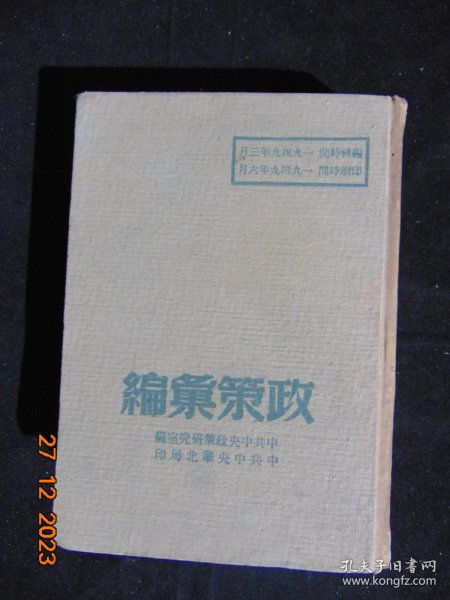 編輯時間 一九四九年三月
印刷時間 一九四九年六月
政策彙編
中共中央政策研究室編
中共中央華北局印
27 12 2023
孔夫子旧书网
www.kongfz.com